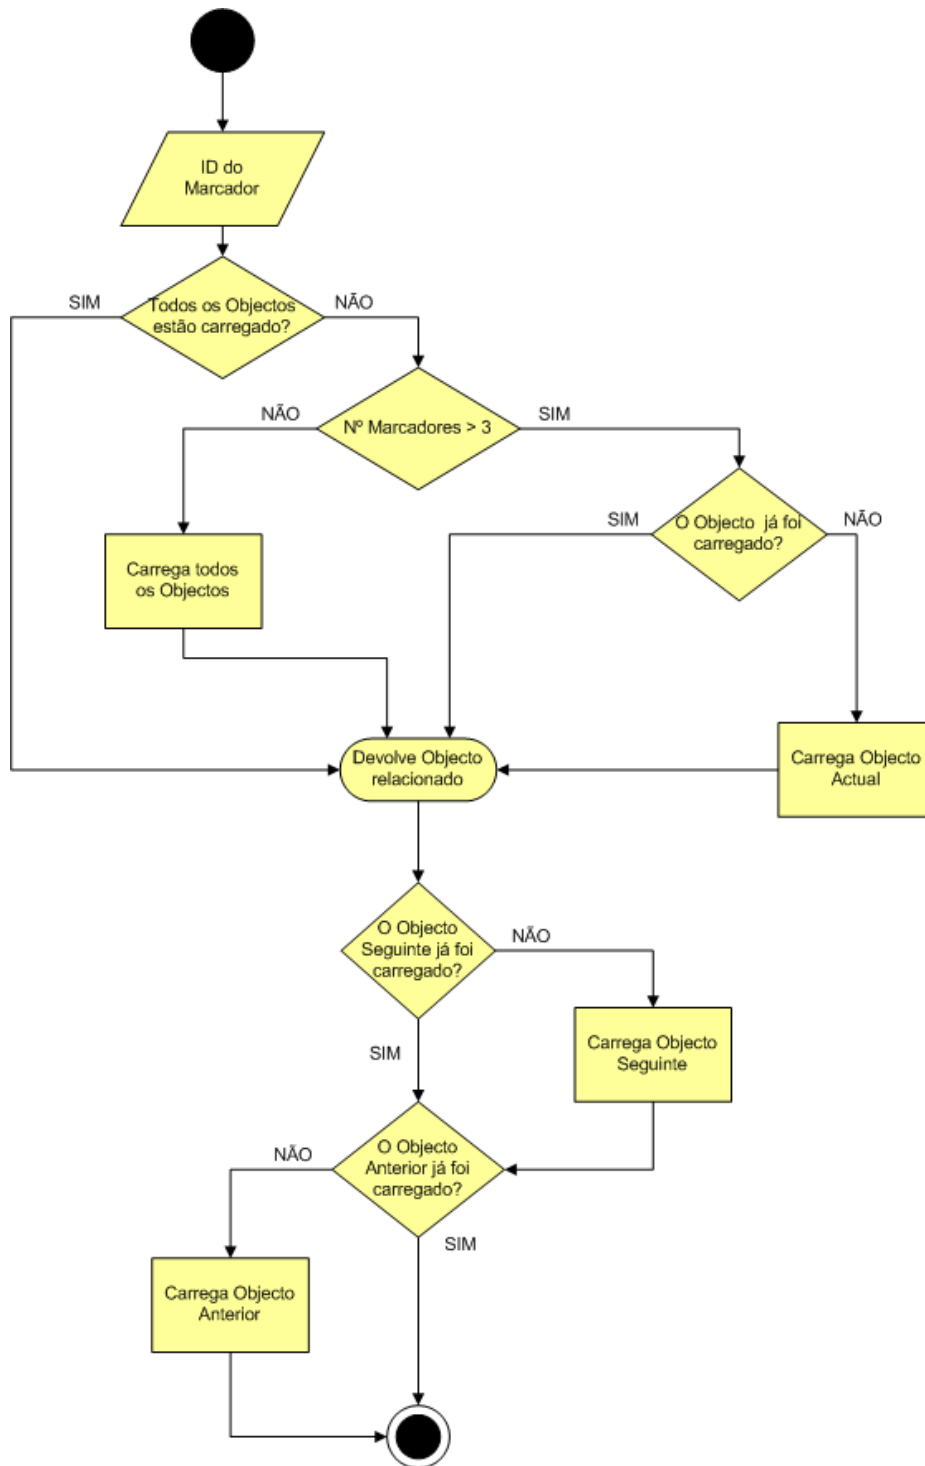 ID do
Marcador
SIM
Todos os Objectos
estão carregado?
NÃO
NÃO
Nº Marcadores > 3
SIM
SIM
O Objecto já foi
carregado?
NÃO
Carrega todos
os Objectos
Devolve Objecto
relacionado
Carrega Objecto
Actual
O Objecto
Seguinte já foi
carregado?
NÃO
SIM
Carrega Objecto
Seguinte
NÃO
O Objecto
Anterior já foi
carregado?
SIM
Carrega Objecto
Anterior